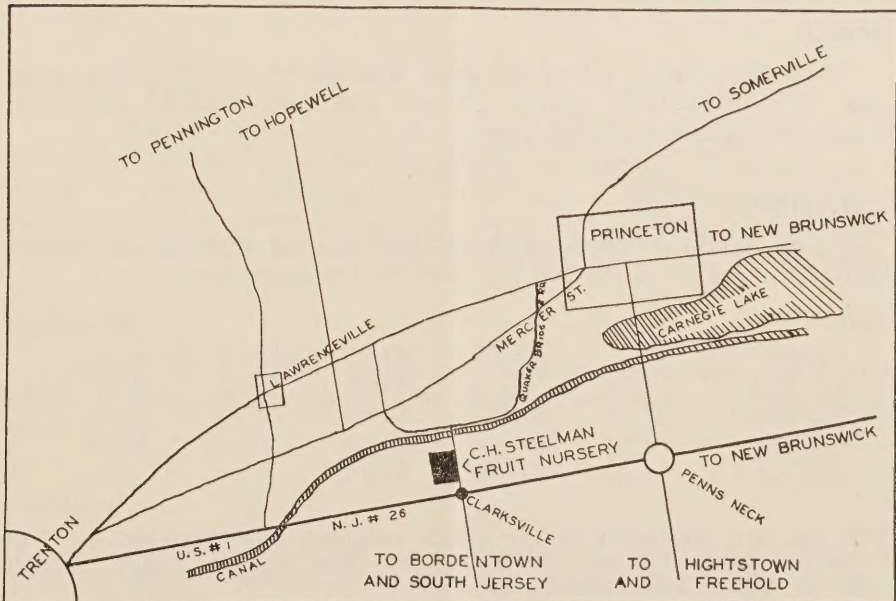 TO SOMERVILLE
TO PENNINGTON
TO HOPEWELL
PRINCETON
TO NEW BRUNSWICK
MERCER ST.
QUAKER BRIDGE RD.
CARNEGIE LAKE
LAWRENCEVILLE
C.H. STEELMAN
FRUIT NURSERY
TO NEW BRUNSWICK
PENNS NECK
CLARKSVILLE
N.J. # 26
U.S. # 1
TRENTON
CANAL
TO BORDENTOWN
AND SOUTH JERSEY
TO HIGHTSTOWN
AND FREEHOLD